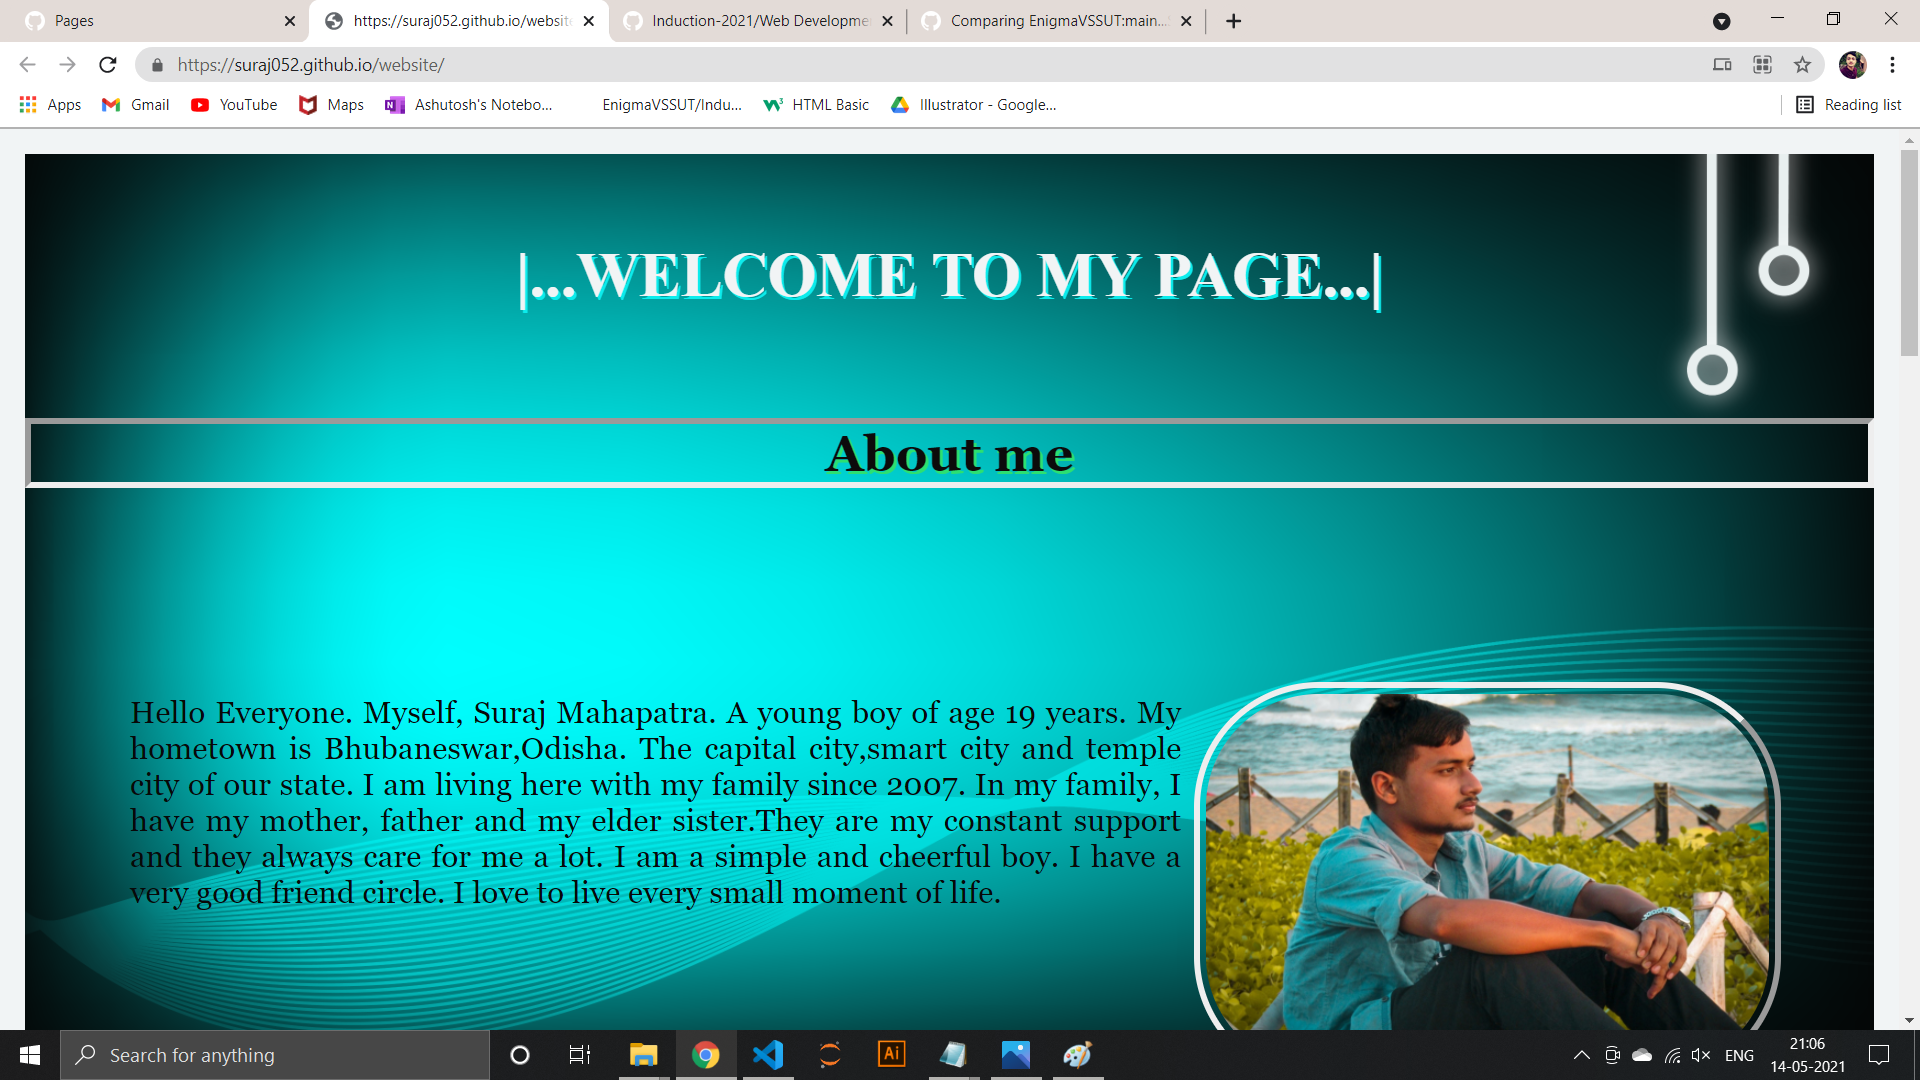 Pages
https://suraj052.github.io/website
Induction-2021/Web Developme
Comparing EnigmaVSSUT:main...
https://suraj052.github.io/website/
Apps
Gmail
YouTube
Maps
Ashutosh's Notebo...
EnigmaVSSUT/Indu...
HTML Basic
Illustrator - Google...
Reading list
|...WELCOME TO MY PAGE...|
About me
Hello Everyone. Myself, Suraj Mahapatra. A young boy of age 19 years. My
hometown is Bhubaneswar,Odisha. The capital city,smart city and temple
city of our state. I am living here with my family since 2007. In my family, I
have my mother, father and my elder sister.They are my constant support
and they always care for me a lot. I am a simple and cheerful boy. I have a
very good friend circle. I love to live every small moment of life.
Search for anything
Ai
ENG
21:06
14-05-2021